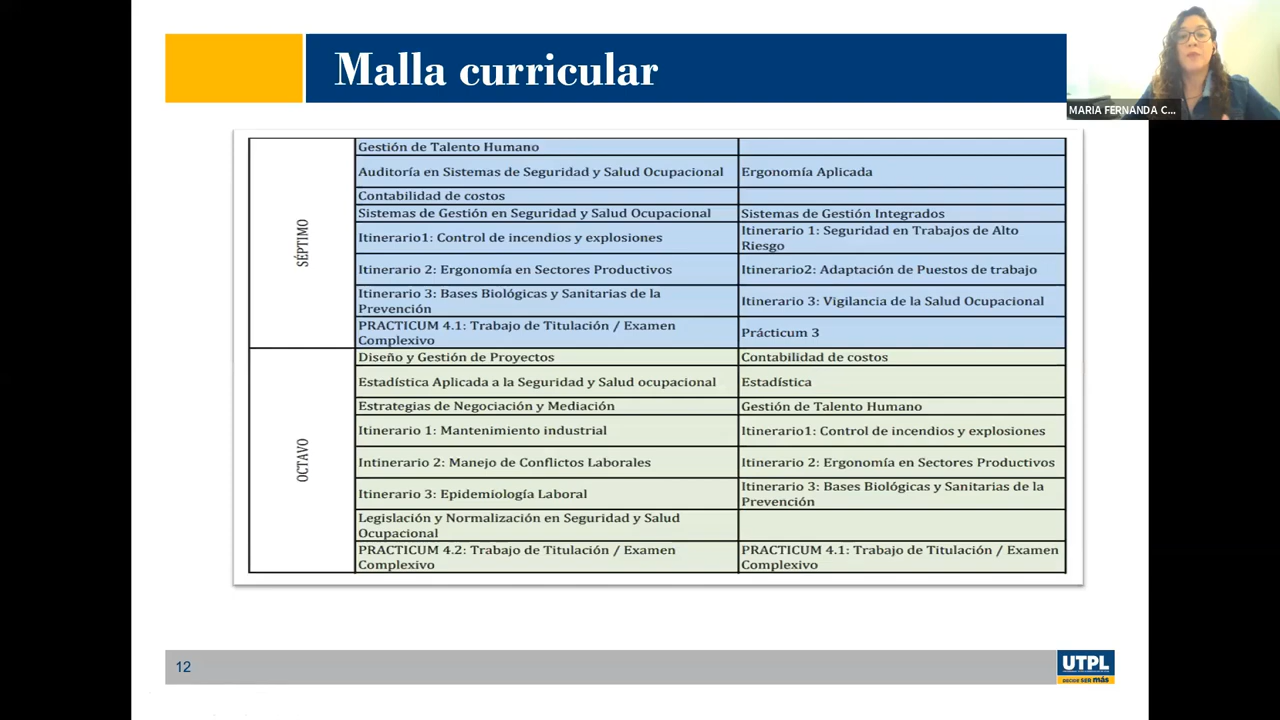 Malla curricular
MARIA FERNANDA C...
SÉPTIMO
Gestión de Talento Humano
Auditoría en Sistemas de Seguridad y Salud Ocupacional
Ergonomía Aplicada
Contabilidad de costos
Sistemas de Gestión en Seguridad y Salud Ocupacional
Sistemas de Gestión Integrados
Itinerario1: Control de incendios y explosiones
Itinerario 1: Seguridad en Trabajos de Alto
Riesgo
Itinerario 2: Ergonomía en Sectores Productivos
Itinerario2: Adaptación de Puestos de trabajo
Itinerario 3: Bases Biológicas y Sanitarias de la
Prevención
Itinerario 3: Vigilancia de la Salud Ocupacional
PRACTICUM 4.1: Trabajo de Titulación / Examen
Complexivo
Prácticum 3
OCTAVO
Diseño y Gestión de Proyectos
Contabilidad de costos
Estadística Aplicada a la Seguridad y Salud ocupacional
Estadística
Estrategias de Negociación y Mediación
Gestión de Talento Humano
Itinerario 1: Mantenimiento industrial
Itinerario1: Control de incendios y explosiones
Intinerario 2: Manejo de Conflictos Laborales
Itinerario 2: Ergonomía en Sectores Productivos
Itinerario 3: Epidemiología Laboral
Itinerario 3: Bases Biológicas y Sanitarias de la
Prevención
Legislación y Normalización en Seguridad y Salud
Ocupacional
PRACTICUM 4.2: Trabajo de Titulación / Examen
Complexivo
PRACTICUM 4.1: Trabajo de Titulación / Examen
Complexivo
12
UTPL
DECIDE SER más